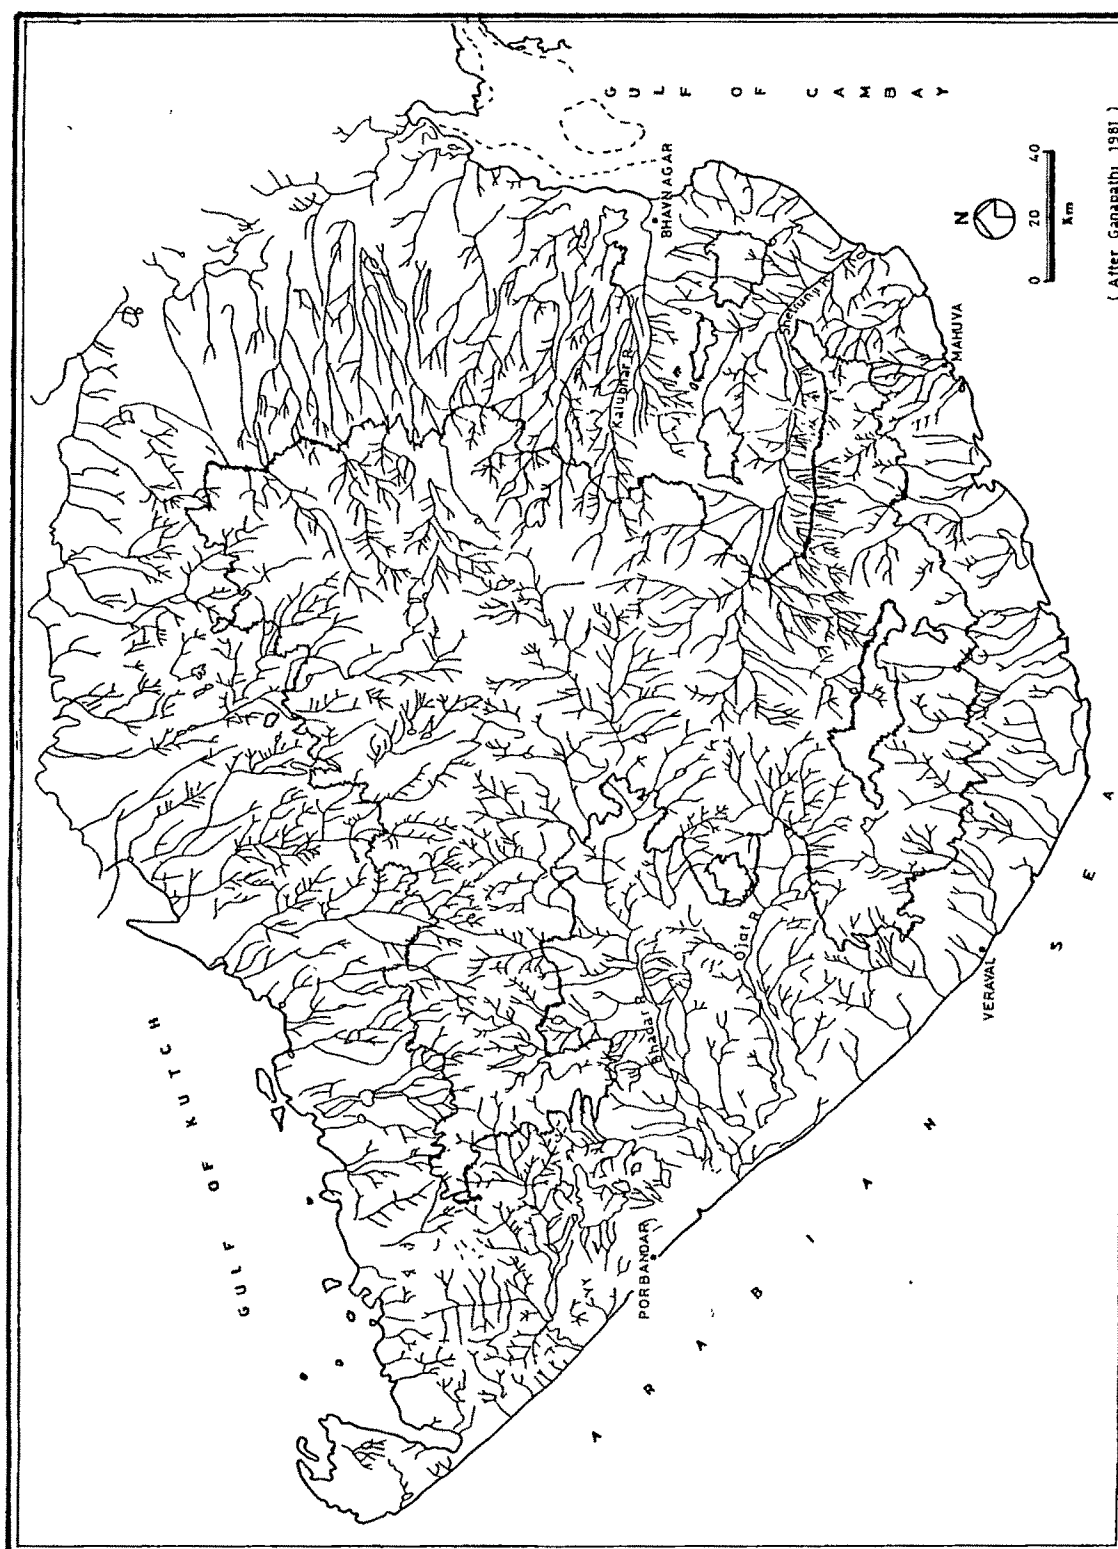 GULF OF CAMBAY
GULF OF KUTCH
BHAVNAGAR
Kalubhar R.
Shetrunji R.
MAHUVA
Bhadar R.
Ojat R.
PORBANDAR
VERAVAL
ARABIAN SEA
N
0 20 40
Km
( After Ganapathi 1981 )